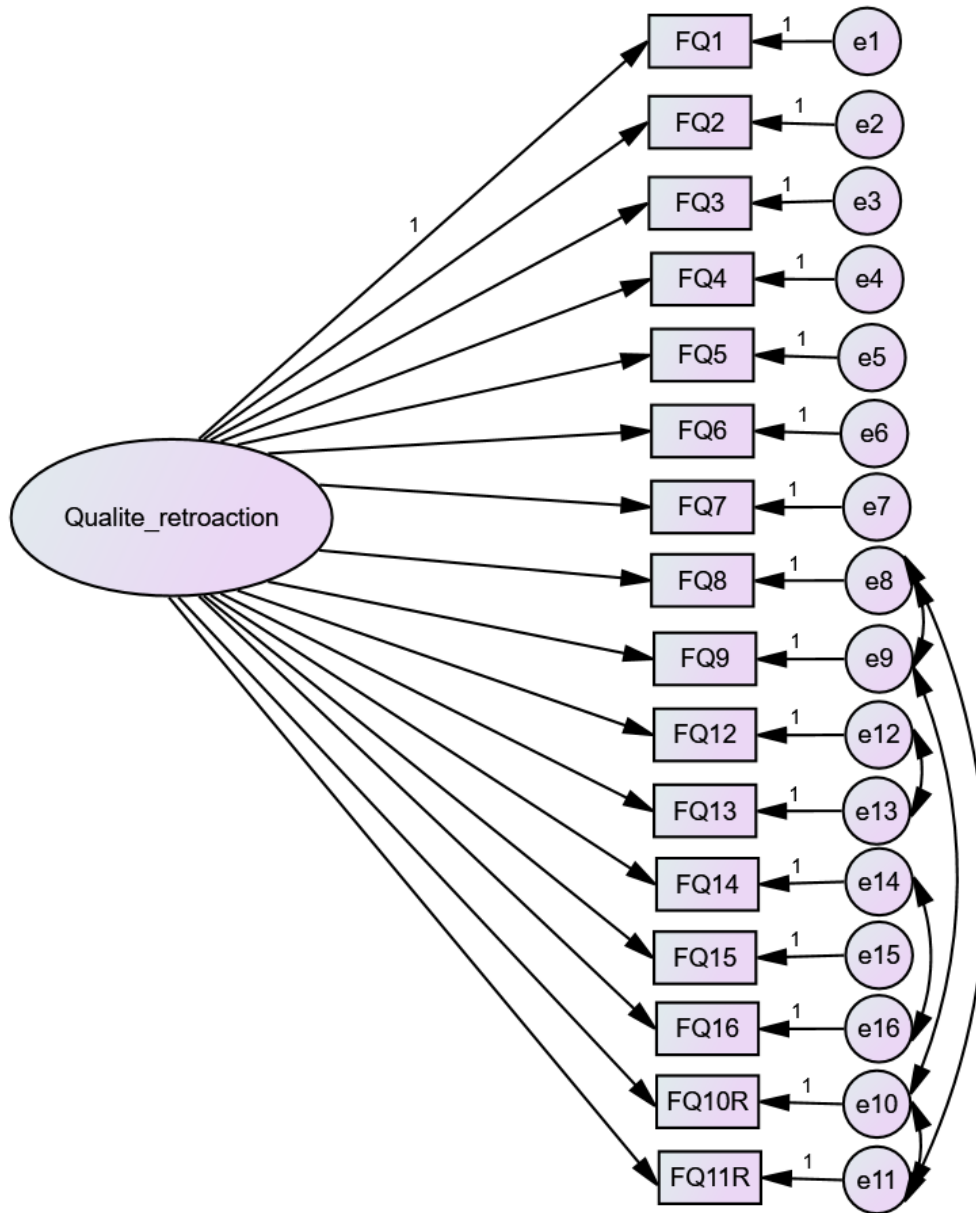 FQ1
1
e1
FQ2
1
e2
FQ3
1
e3
1
FQ4
1
e4
FQ5
1
e5
FQ6
1
e6
Qualite_retroaction
FQ7
1
e7
FQ8
1
e8
FQ9
1
e9
FQ12
1
e12
FQ13
1
e13
FQ14
1
e14
FQ15
1
e15
FQ16
1
e16
FQ10R
1
e10
FQ11R
1
e11